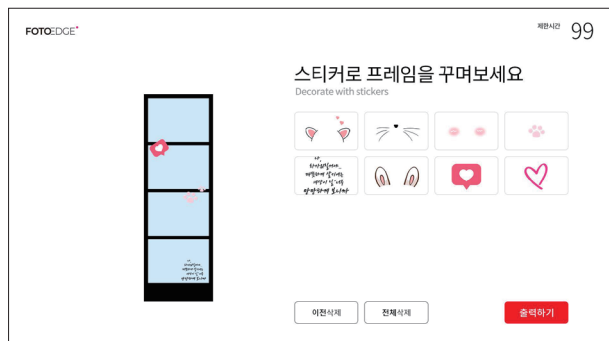 FOTOEDGE
제한시간 99
스티커로 프레임을 꾸며보세요
Decorate with stickers
이전삭제
전체삭제
출력하기